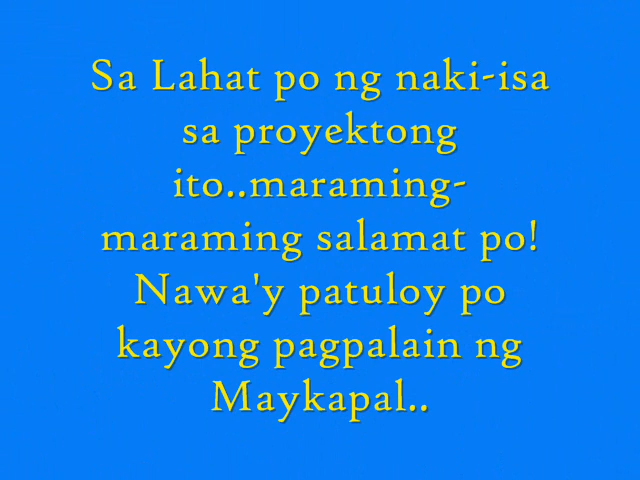 Sa Lahat po ng naki-isa
sa proyektong
ito..maraming-
maraming salamat po!
Nawa'y patuloy po
kayong pagpalain ng
Maykapal..